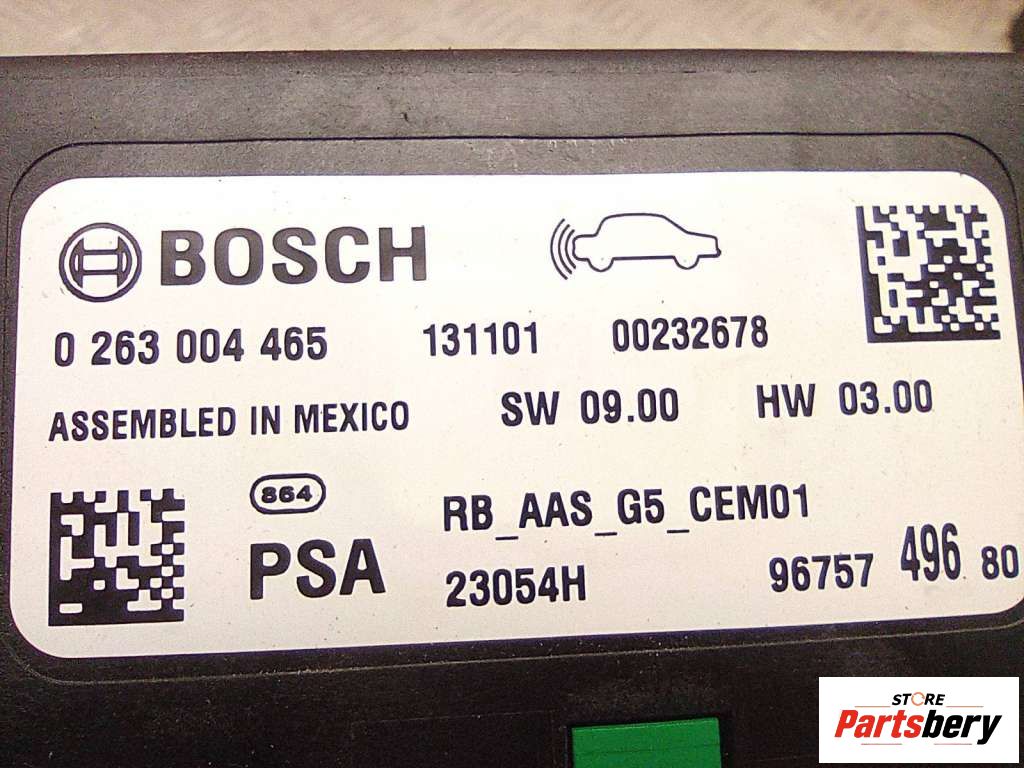 BOSCH
0 263 004 465 131101 00232678
ASSEMBLED IN MEXICO SW 09.00 HW 03.00
864
PSA
RB_AAS_G5_CEM01
23054H 96757 496 80
STORE
Partsbery